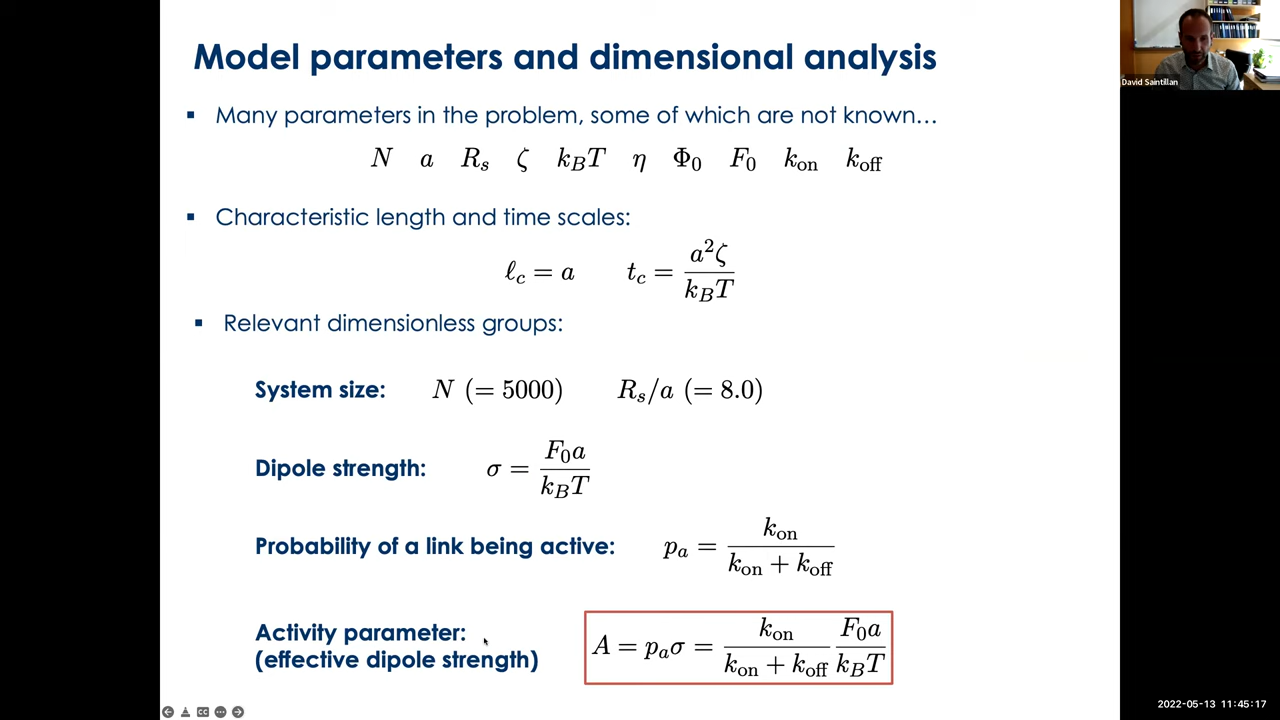 Model parameters and dimensional analysis
▪ Many parameters in the problem, some of which are not known…
N a R_s ζ k_BT η Φ_0 F_0 k_on k_off
▪ Characteristic length and time scales:
ℓ_c = a t_c = a²ζ / k_BT
▪ Relevant dimensionless groups:
System size: N (= 5000) R_s/a (= 8.0)
Dipole strength: σ = F_0a / k_BT
Probability of a link being active: p_a = k_on / (k_on + k_off)
Activity parameter:
(effective dipole strength) A = p_aσ = k_on / (k_on + k_off) F_0a / k_BT
David Saintillan
2022-05-13 11:45:17